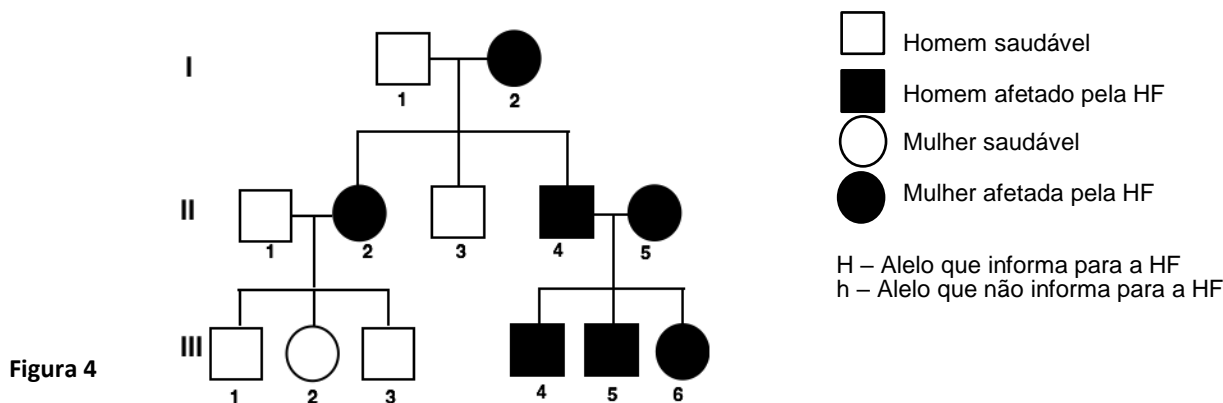 I
1
2
II
1
2
3
4
5
III
1
2
3
4
5
6
Figura 4
Homem saudável
Homem afetado pela HF
Mulher saudável
Mulher afetada pela HF
H – Alelo que informa para a HF
h – Alelo que não informa para a HF